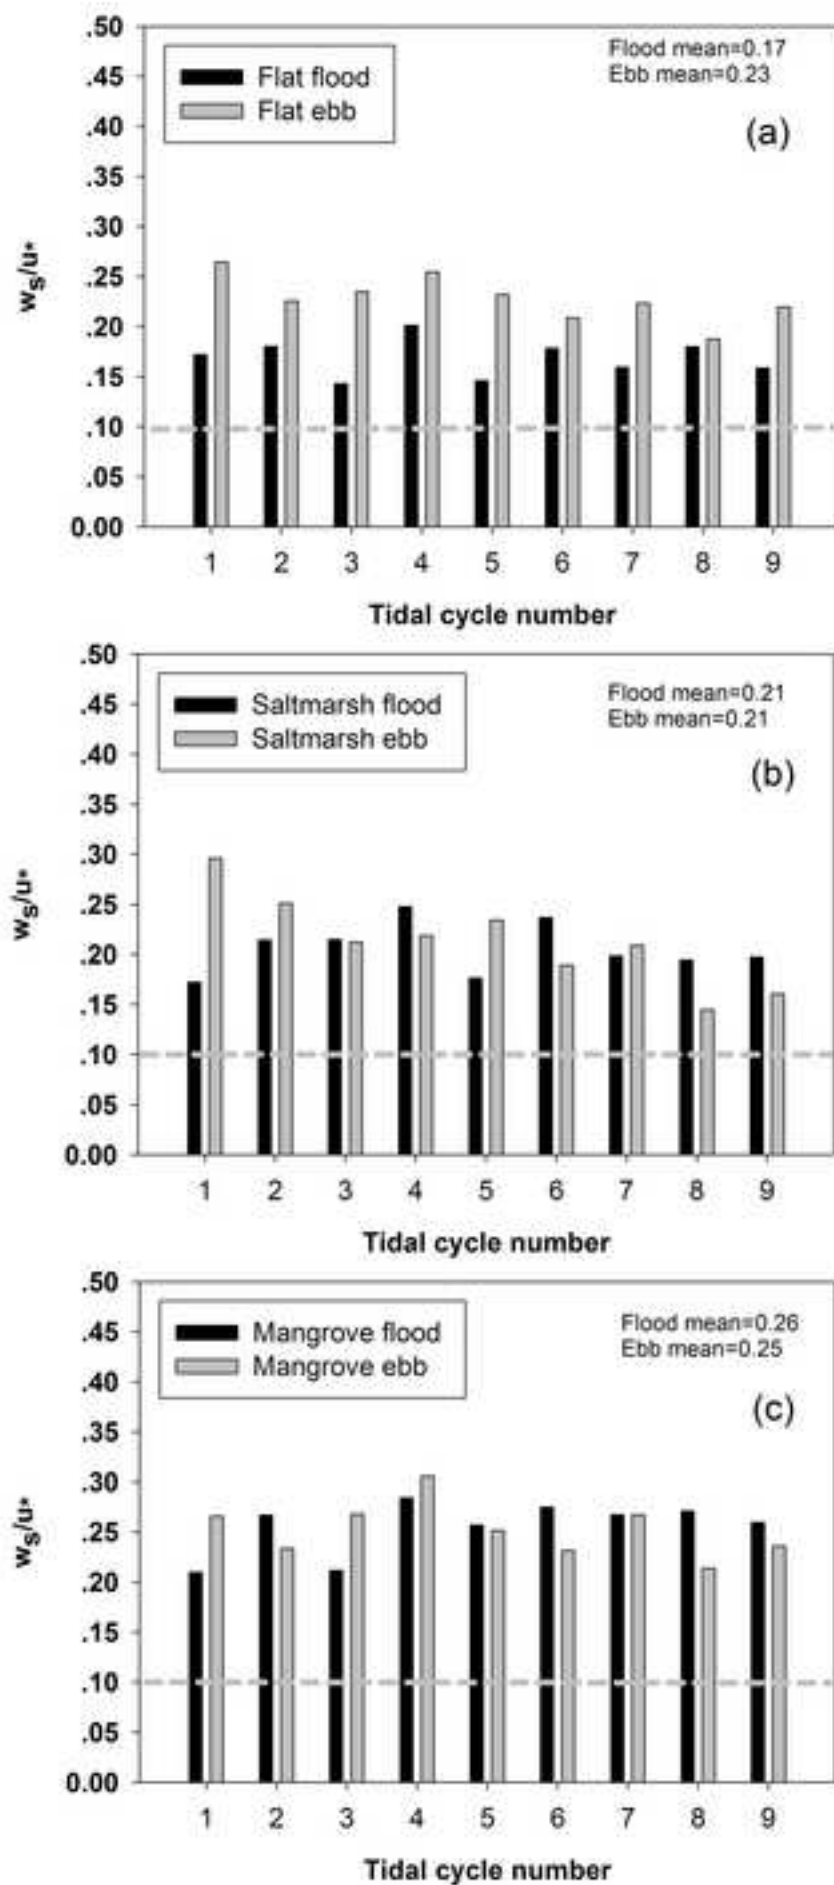 .50
Flood mean=0.17
Flat flood
Ebb mean=0.23
.45
Flat ebb
.40
(a)
.35
.30
ws/u*
.25
.20
.15
.10
.05
0.00
1 2 3 4 5 6 7 8 9
Tidal cycle number
.50
Saltmarsh flood
Flood mean=0.21
.45
Saltmarsh ebb
Ebb mean=0.21
.40
(b)
.35
.30
ws/u*
.25
.20
.15
.10
.05
0.00
1 2 3 4 5 6 7 8 9
Tidal cycle number
.50
Mangrove flood
Flood mean=0.26
.45
Mangrove ebb
Ebb mean=0.25
.40
(c)
.35
.30
ws/u*
.25
.20
.15
.10
.05
0.00
1 2 3 4 5 6 7 8 9
Tidal cycle number